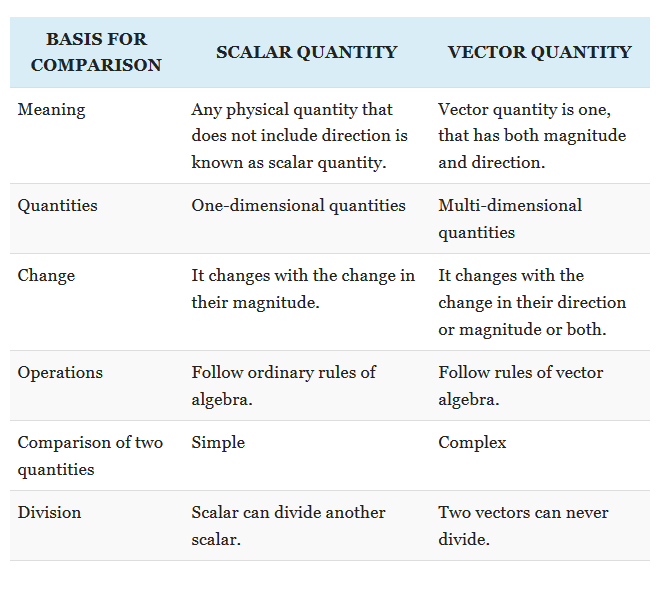 BASIS FOR
COMPARISON
SCALAR QUANTITY
VECTOR QUANTITY
Meaning
Any physical quantity that
does not include direction is
known as scalar quantity.
Vector quantity is one,
that has both magnitude
and direction.
Quantities
One-dimensional quantities
Multi-dimensional
quantities
Change
It changes with the change in
their magnitude.
It changes with the
change in their direction
or magnitude or both.
Operations
Follow ordinary rules of
algebra.
Follow rules of vector
algebra.
Comparison of two
quantities
Simple
Complex
Division
Scalar can divide another
scalar.
Two vectors can never
divide.